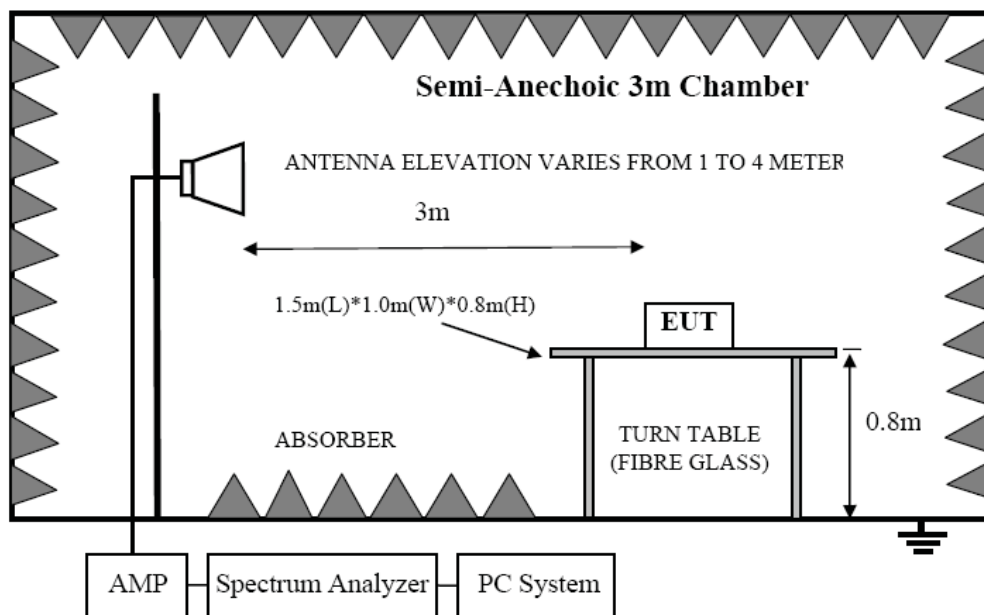 Semi-Anechoic 3m Chamber
ANTENNA ELEVATION VARIES FROM 1 TO 4 METER
3m
1.5m(L)*1.0m(W)*0.8m(H)
EUT
0.8m
ABSORBER
TURN TABLE
(FIBRE GLASS)
AMP
Spectrum Analyzer
PC System